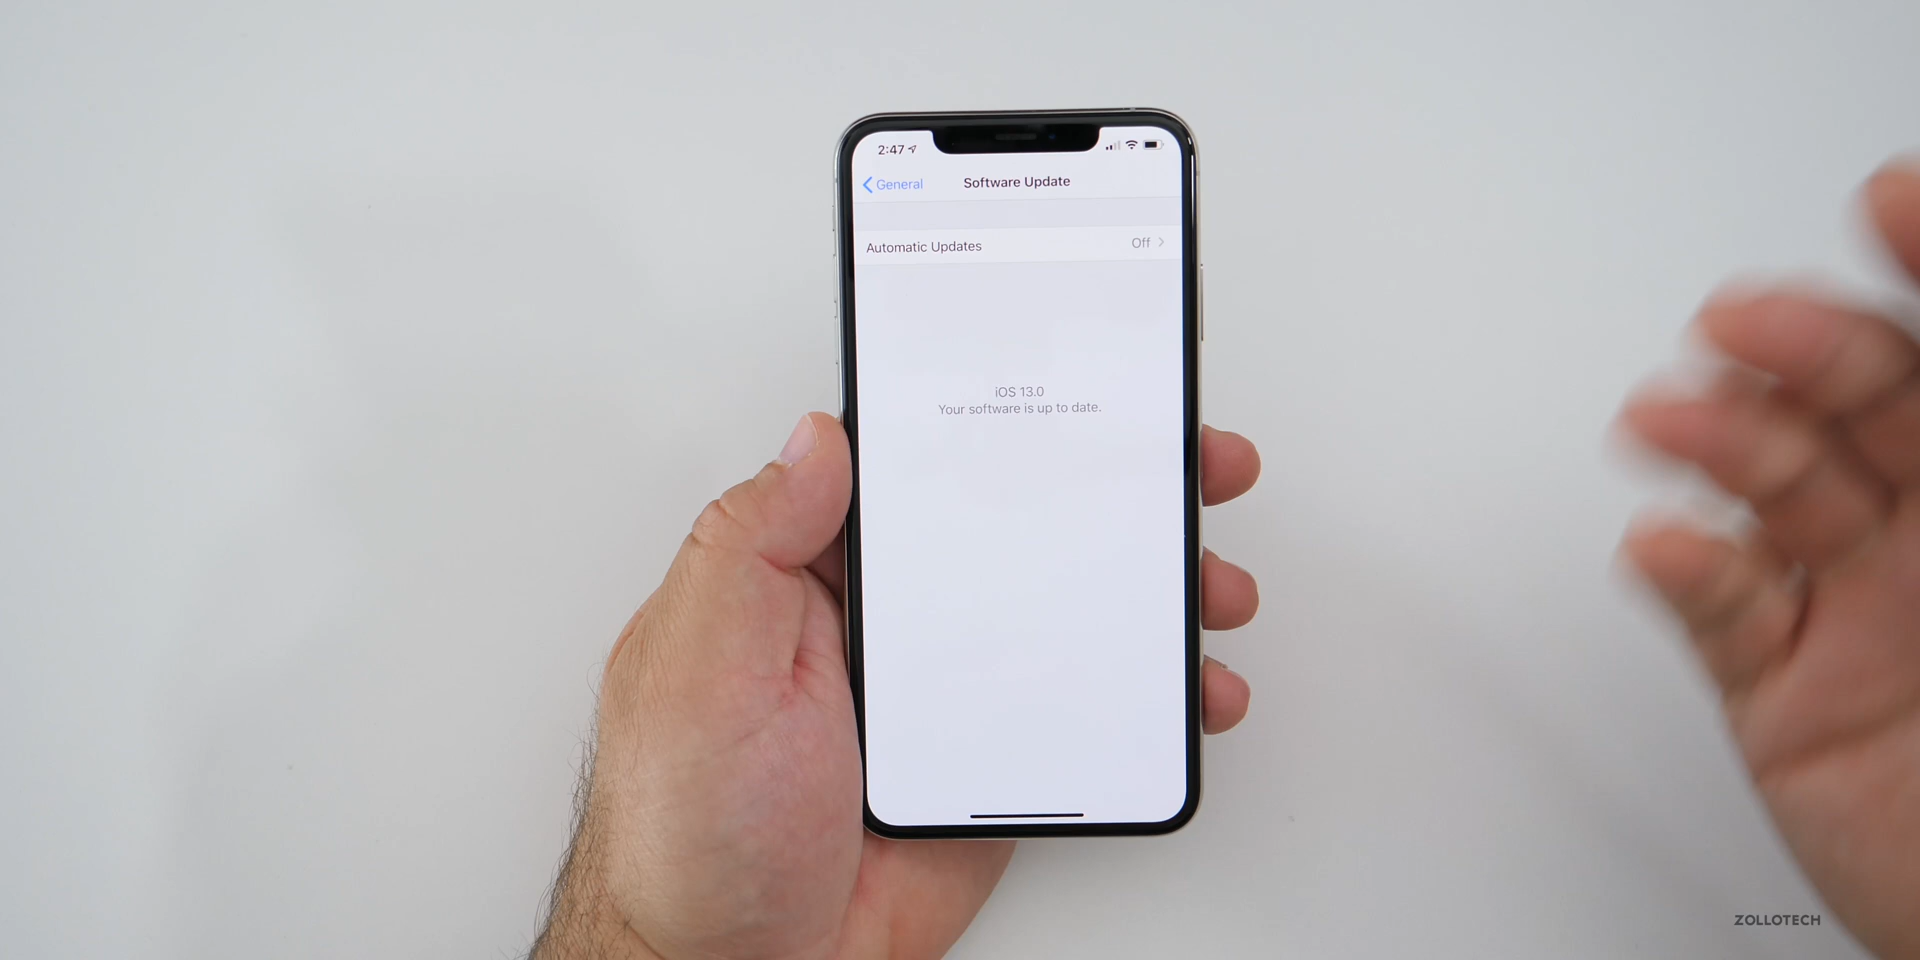 2:47
General
Software Update
Automatic Updates
Off
iOS 13.0
Your software is up to date.
ZOLLOTECH